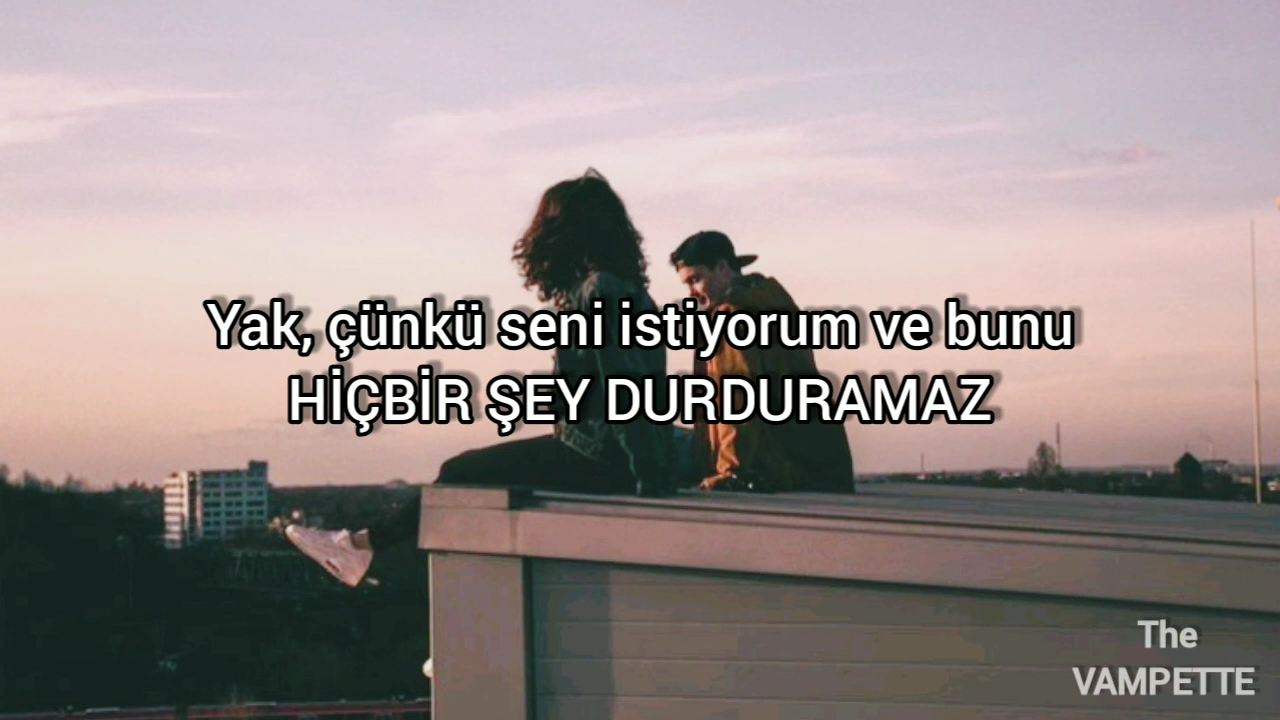 Yak, çünkü seni istiyorum ve bunu
HİÇBİR ŞEY DURDURAMAZ
The
VAMPETTE